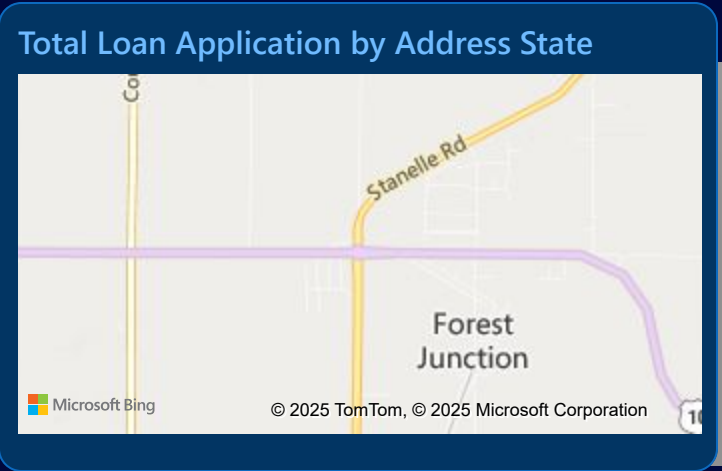 Total Loan Application by Address State
Stanelle Rd
Forest
Junction
Microsoft Bing
© 2025 TomTom, © 2025 Microsoft Corporation